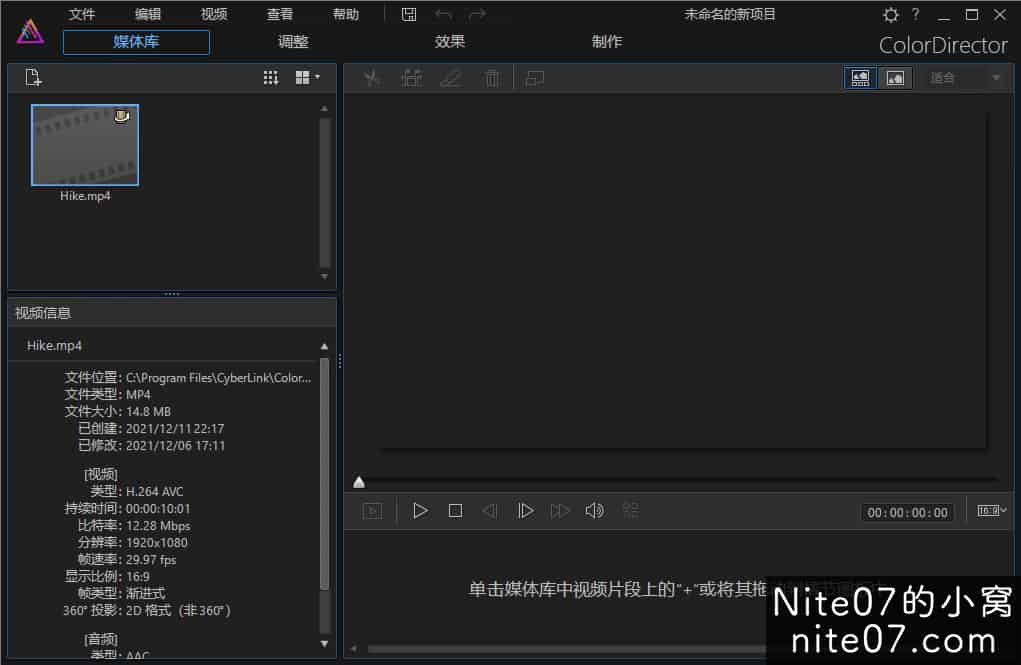 文件 编辑 视频 查看 帮助 未命名的新项目 ?
媒体库 调整 效果 制作 ColorDirector
适合
Hike.mp4
视频信息
Hike.mp4
文件位置: C:\Program Files\CyberLink\Color...
文件类型: MP4
文件大小: 14.8 MB
已创建: 2021/12/11 22:17
已修改: 2021/12/06 17:11
[视频]
类型: H.264 AVC
持续时间: 00:00:10:01
比特率: 12.28 Mbps
分辨率: 1920x1080
帧速率: 29.97 fps
显示比例: 16:9
帧类型: 渐进式
360° 投影: 2D 格式（非360°）
[音频]
类型: AAC
00:00:00:00 16:9
单击媒体库中视频片段上的"+"或将其拖
Nite07的小窝
nite07.com